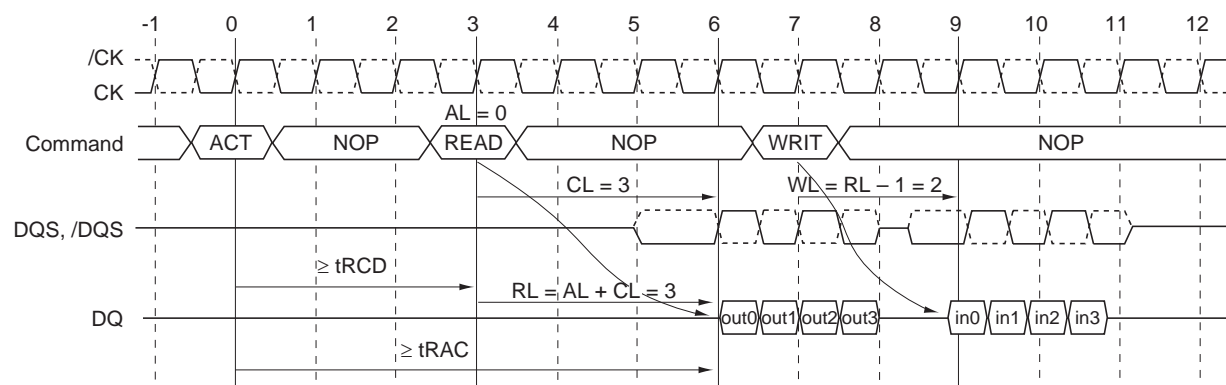 -1 0 1 2 3 4 5 6 7 8 9 10 11 12
/CK
CK
AL = 0
Command ACT NOP READ NOP WRIT NOP
CL = 3 WL = RL – 1 = 2
DQS, /DQS
≥ tRCD
RL = AL + CL = 3
DQ out0 out1 out2 out3 in0 in1 in2 in3
≥ tRAC